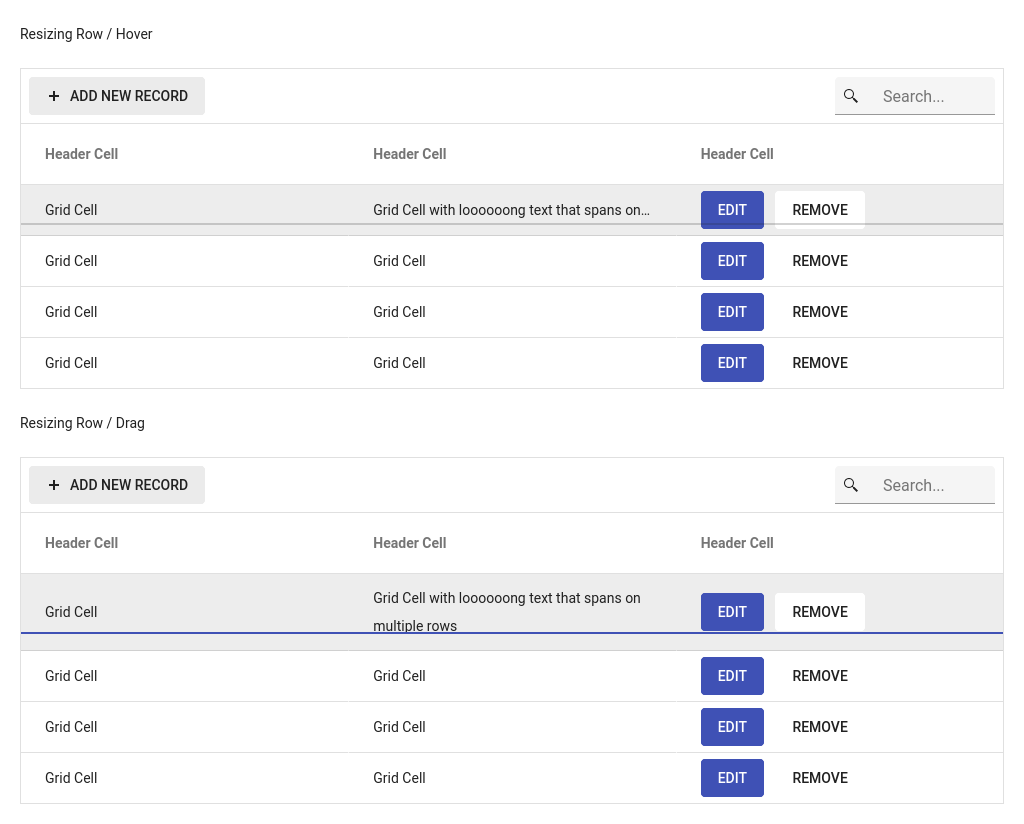 Resizing Row / Hover
ADD NEW RECORD Search...
Header Cell Header Cell Header Cell
Grid Cell Grid Cell with loooooong text that spans on… EDIT REMOVE
Grid Cell Grid Cell EDIT REMOVE
Grid Cell Grid Cell EDIT REMOVE
Grid Cell Grid Cell EDIT REMOVE
Resizing Row / Drag
ADD NEW RECORD Search...
Header Cell Header Cell Header Cell
Grid Cell Grid Cell with loooooong text that spans on
multiple rows EDIT REMOVE
Grid Cell Grid Cell EDIT REMOVE
Grid Cell Grid Cell EDIT REMOVE
Grid Cell Grid Cell EDIT REMOVE